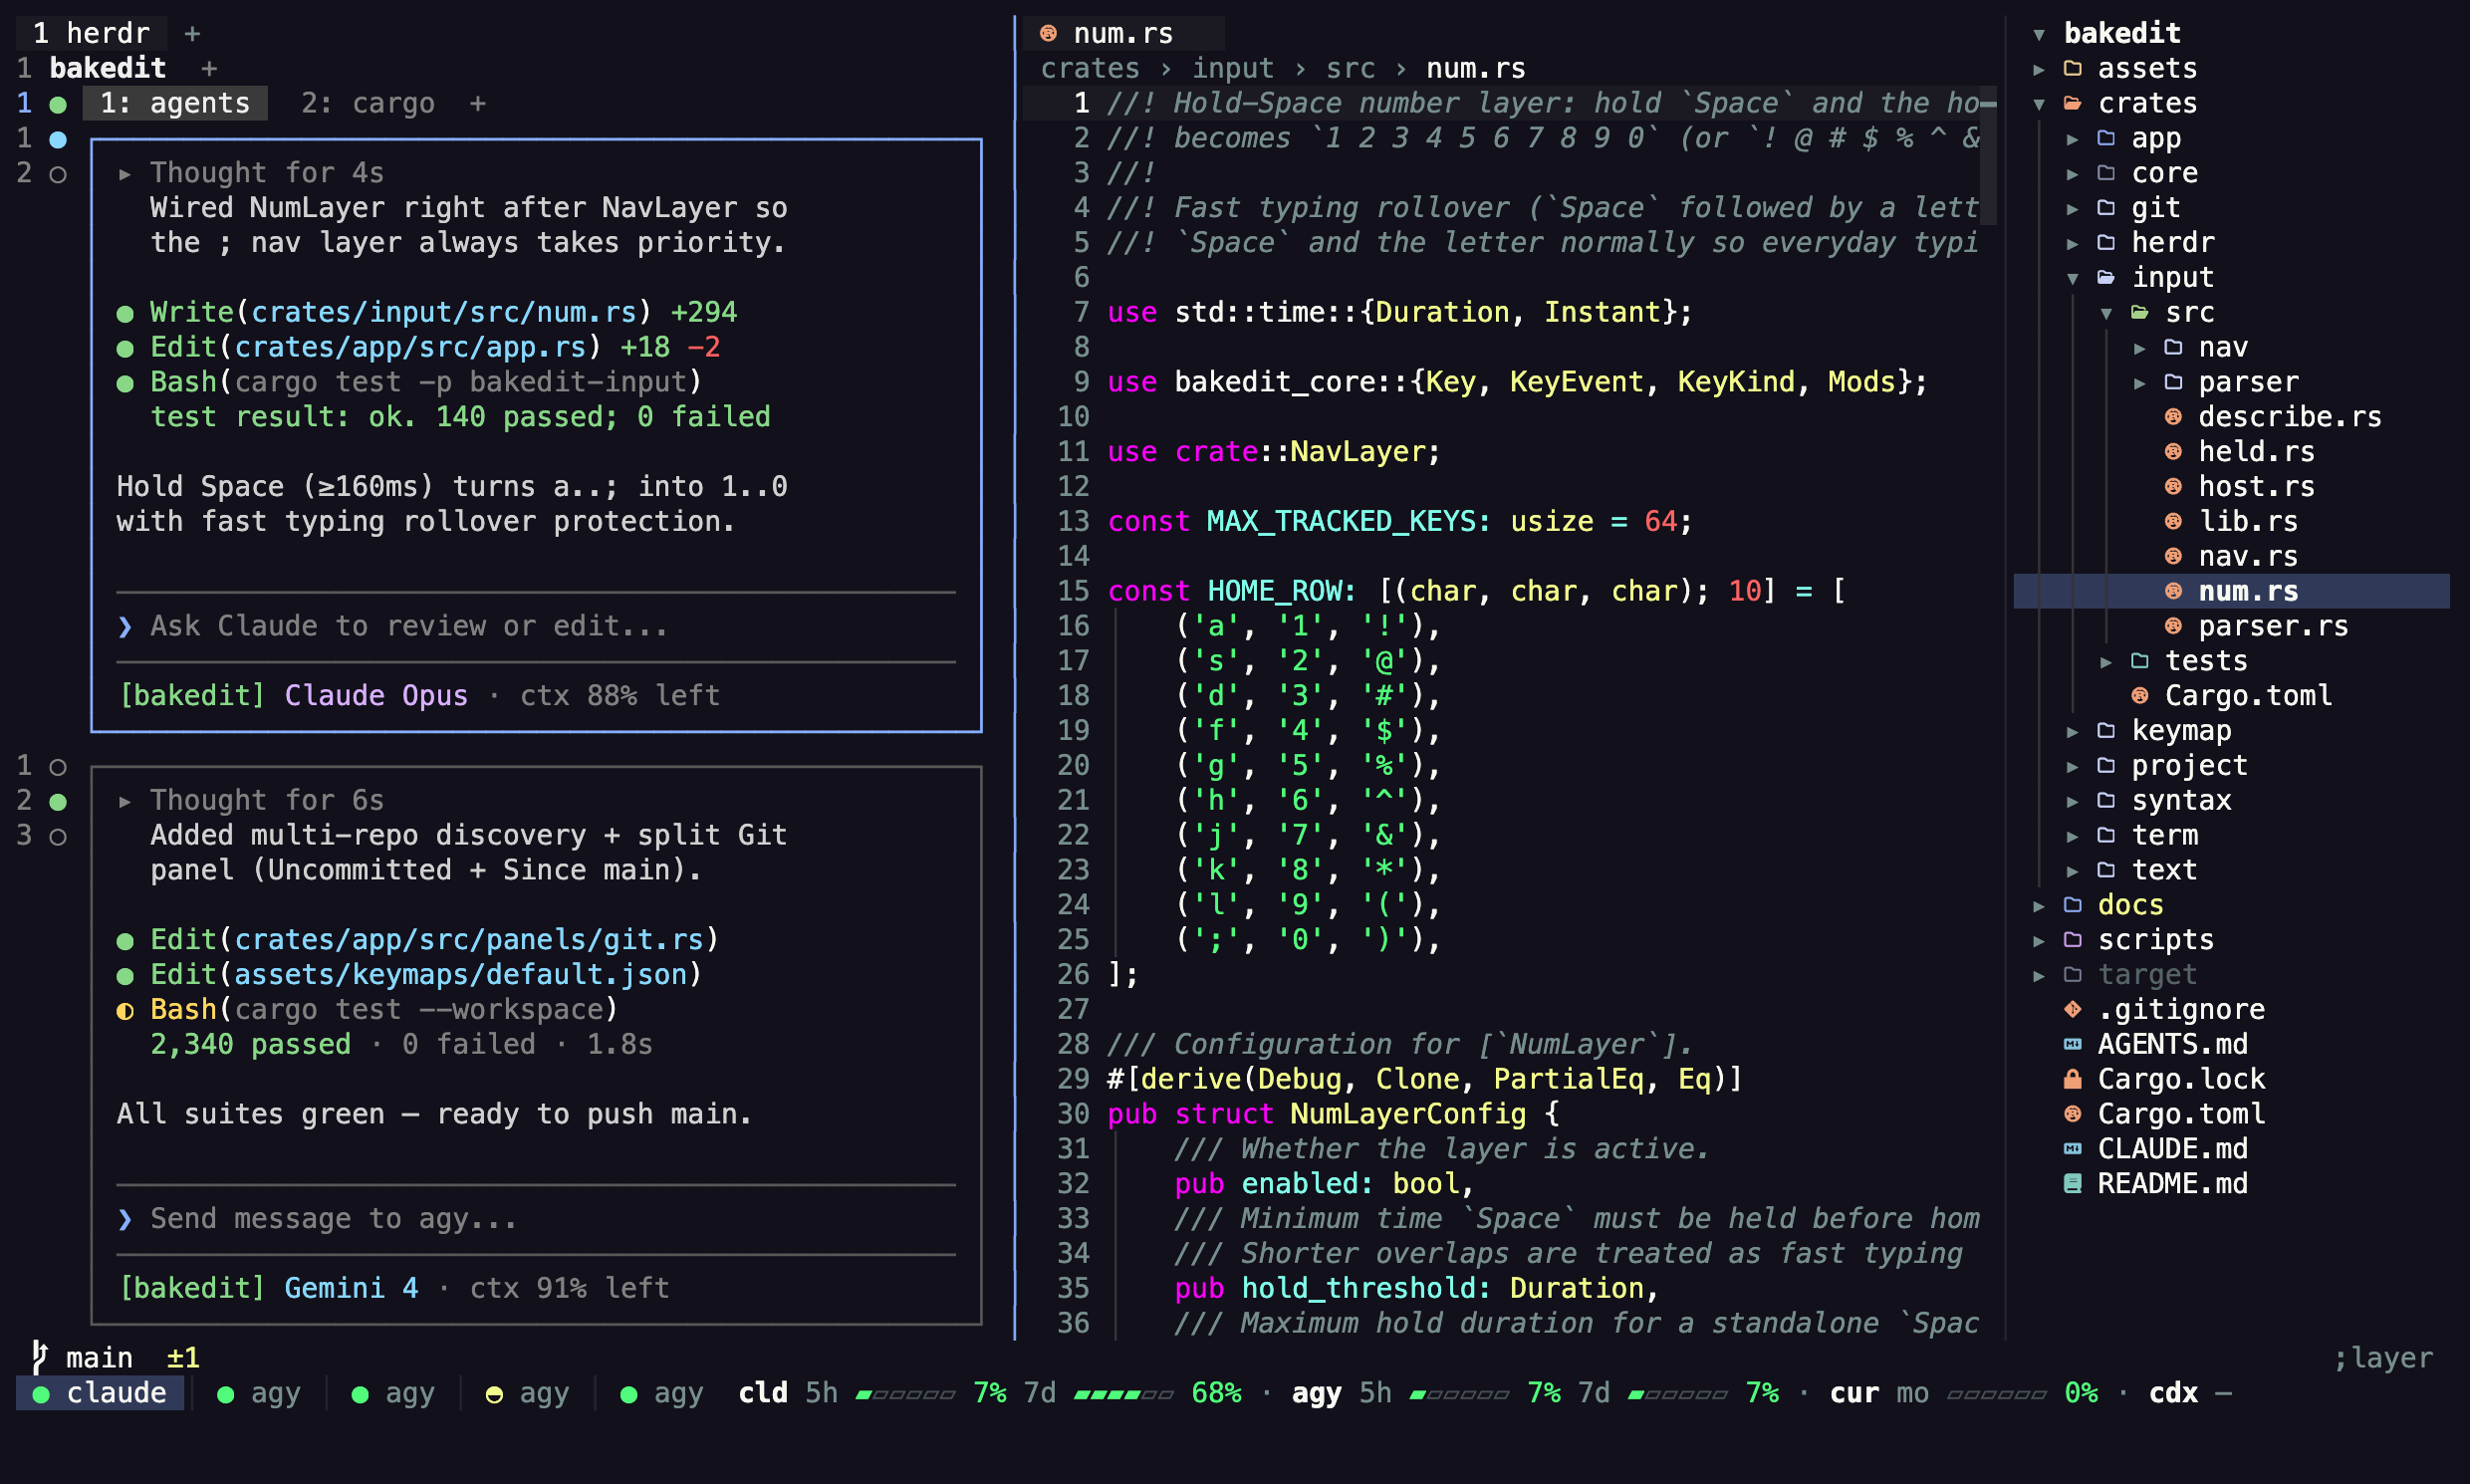 1 herdr +
1 bakedit +
1 ● 1: agents 2: cargo +
1 ●
2 ○
▸ Thought for 4s
Wired NumLayer right after NavLayer so
the ; nav layer always takes priority.
● Write(crates/input/src/num.rs) +294
● Edit(crates/app/src/app.rs) +18 −2
● Bash(cargo test −p bakedit−input)
test result: ok. 140 passed; 0 failed
Hold Space (≥160ms) turns a..; into 1..0
with fast typing rollover protection.
❯ Ask Claude to review or edit...
[bakedit] Claude Opus · ctx 88% left
1 ○
2 ●
3 ○
▸ Thought for 6s
Added multi−repo discovery + split Git
panel (Uncommitted + Since main).
● Edit(crates/app/src/panels/git.rs)
● Edit(assets/keymaps/default.json)
◐ Bash(cargo test −−workspace)
2,340 passed · 0 failed · 1.8s
All suites green — ready to push main.
❯ Send message to agy...
[bakedit] Gemini 4 · ctx 91% left
num.rs
crates › input › src › num.rs
1 //! Hold−Space number layer: hold `Space` and the ho
2 //! becomes `1 2 3 4 5 6 7 8 9 0` (or `! @ # $ % ^ &
3 //!
4 //! Fast typing rollover (`Space` followed by a lett
5 //! `Space` and the letter normally so everyday typi
6
7 use std::time::{Duration, Instant};
8
9 use bakedit_core::{Key, KeyEvent, KeyKind, Mods};
10
11 use crate::NavLayer;
12
13 const MAX_TRACKED_KEYS: usize = 64;
14
15 const HOME_ROW: [(char, char, char); 10] = [
16 ('a', '1', '!'),
17 ('s', '2', '@'),
18 ('d', '3', '#'),
19 ('f', '4', '$'),
20 ('g', '5', '%'),
21 ('h', '6', '^'),
22 ('j', '7', '&'),
23 ('k', '8', '*'),
24 ('l', '9', '('),
25 (';', '0', ')'),
26 ];
27
28 /// Configuration for [`NumLayer`].
29 #[derive(Debug, Clone, PartialEq, Eq)]
30 pub struct NumLayerConfig {
31 /// Whether the layer is active.
32 pub enabled: bool,
33 /// Minimum time `Space` must be held before hom
34 /// Shorter overlaps are treated as fast typing
35 pub hold_threshold: Duration,
36 /// Maximum hold duration for a standalone `Spac
▾ bakedit
▸ assets
▾ crates
▸ app
▸ core
▸ git
▸ herdr
▾ input
▾ src
▸ nav
▸ parser
describe.rs
held.rs
host.rs
lib.rs
nav.rs
num.rs
parser.rs
▸ tests
Cargo.toml
▸ keymap
▸ project
▸ syntax
▸ term
▸ text
▸ docs
▸ scripts
▸ target
.gitignore
AGENTS.md
Cargo.lock
Cargo.toml
CLAUDE.md
README.md
main ±1
;layer
● claude ● agy ● agy ◒ agy ● agy cld 5h ▰▱▱▱▱▱ 7% 7d ▰▰▰▰▱▱ 68% · agy 5h ▰▱▱▱▱▱ 7% 7d ▰▱▱▱▱▱ 7% · cur mo ▱▱▱▱▱▱ 0% · cdx —